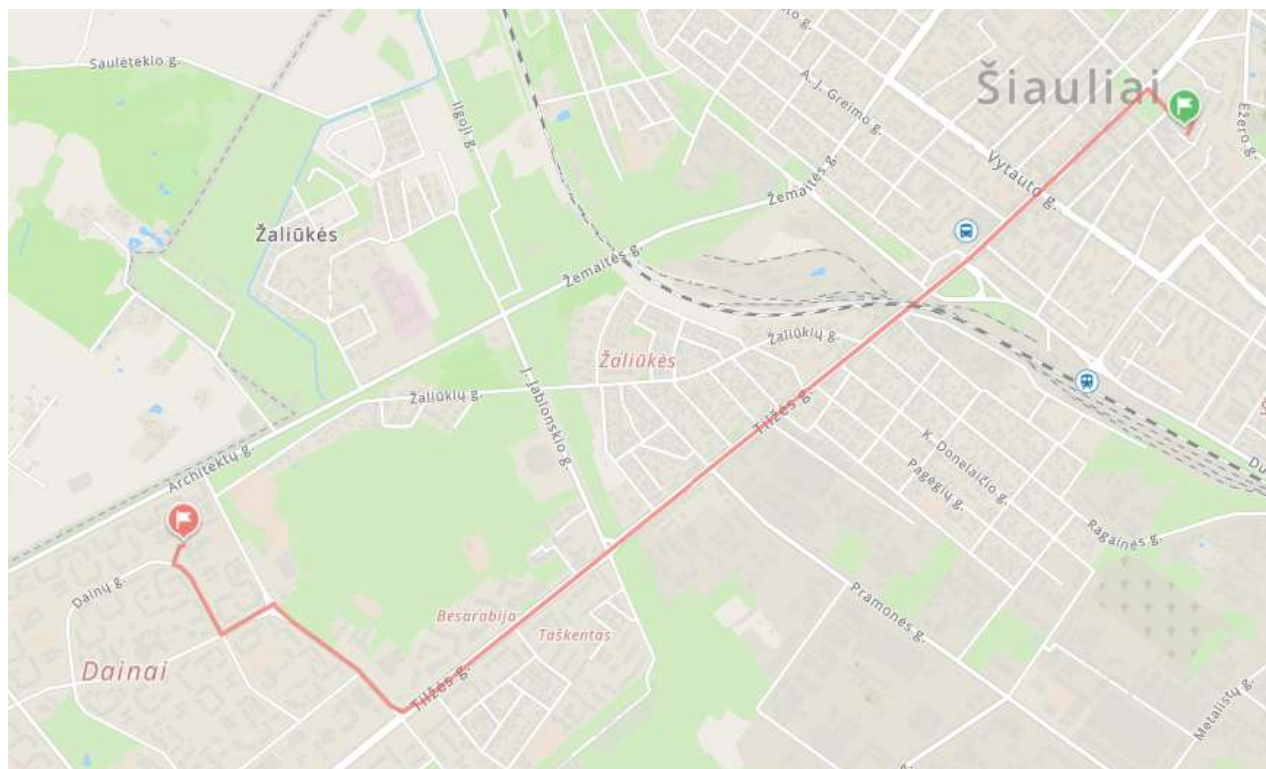 Saulėtekio g.
Ilgoji g.
A. J. Greimo g.
Šiauliai
Ežero g.
Vytauto g.
Žemaitės g.
Žaliūkės
Žemaitės g.
Žaliūkių g.
Žaliūkės
Žaliūkių g.
J. Jablonskio g.
Tilžės g.
K. Donelaičio g.
Pagėgių g.
Ragainės g.
Architektų g.
Dainų g.
Pramonės g.
Besarabija
Taškentas
Dainai
Tilžės g.
Metalistų g.